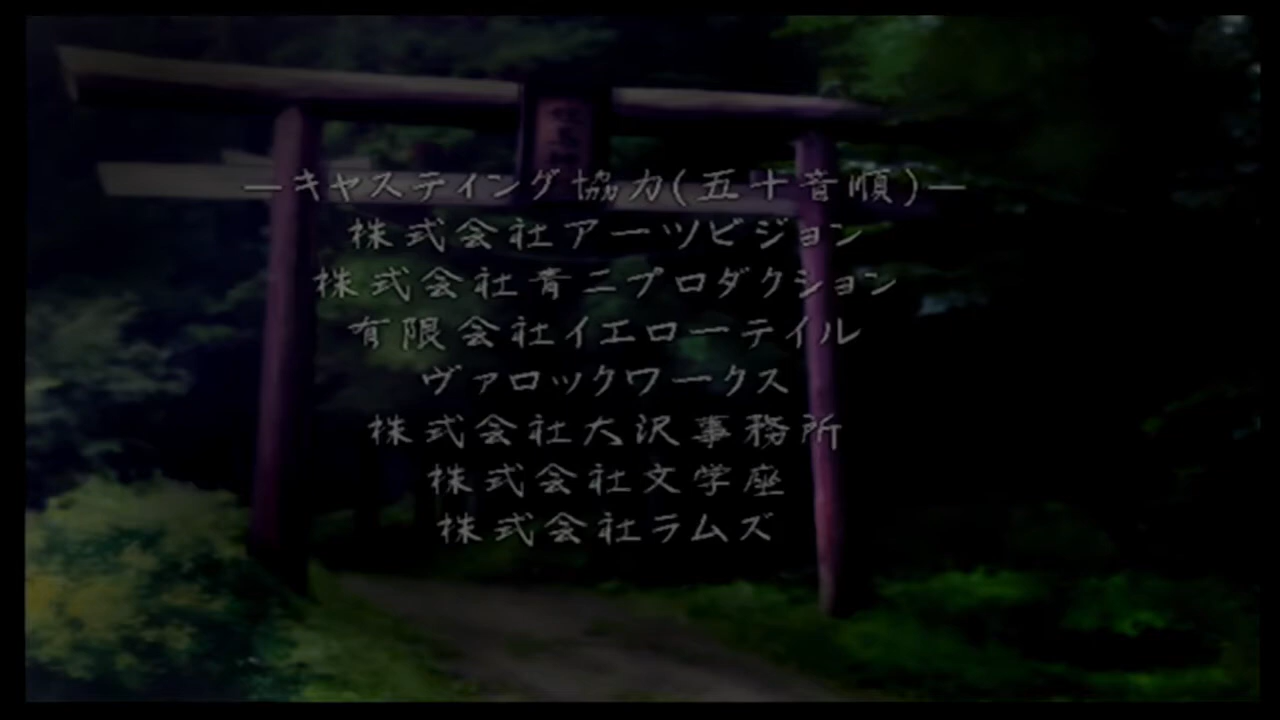 ―キャスティング協力(五十音順)―
株式会社アーツビジョン
株式会社青二プロダクション
有限会社イエローテイル
ヴァロックワークス
株式会社大沢事務所
株式会社文学座
株式会社ラムズ